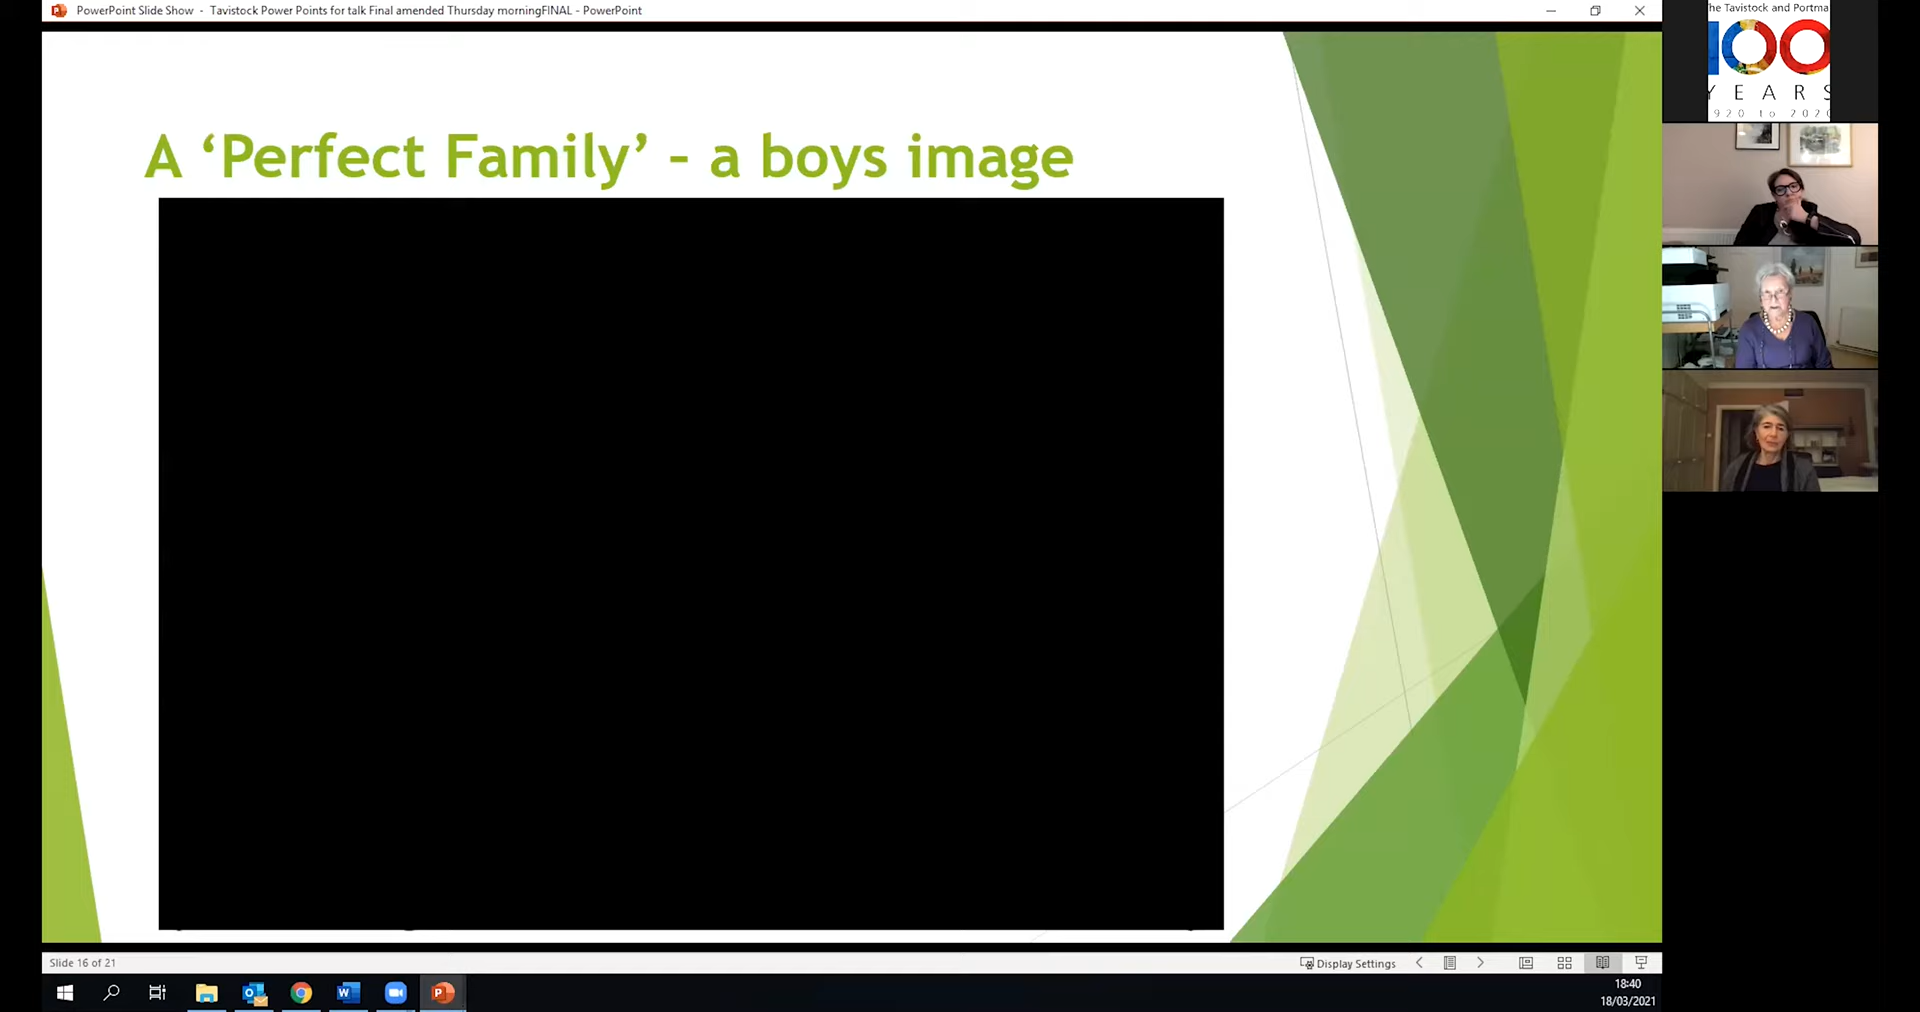 PowerPoint Slide Show - Tavistock Power Points for talk Final amended Thursday morningFINAL - PowerPoint
he Tavistock and Portma
100
YEARS
920 to 2020
A ‘Perfect Family’ - a boys image
Slide 16 of 21
Display Settings
18:40
18/03/2021